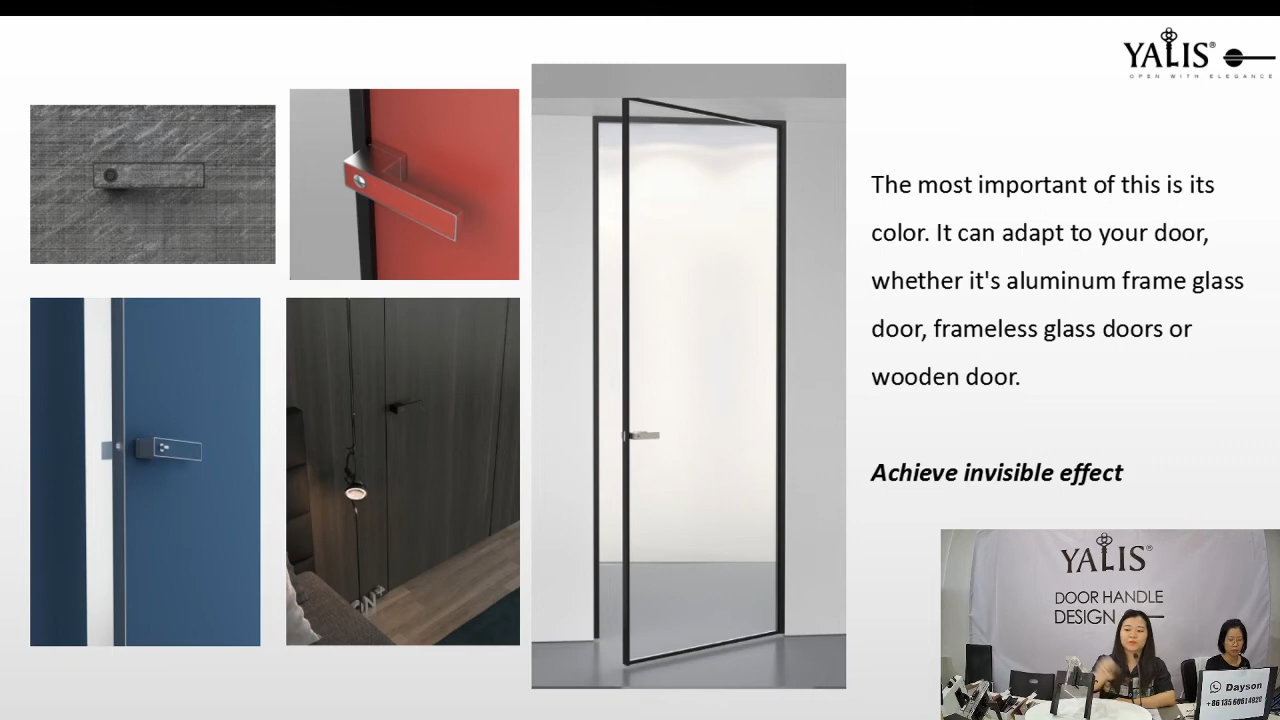 YALIS®
OPEN WITH ELEGANCE
The most important of this is its
color. It can adapt to your door,
whether it's aluminum frame glass
door, frameless glass doors or
wooden door.
Achieve invisible effect
YALIS®
DOOR HANDLE
DESIGN
Dayson